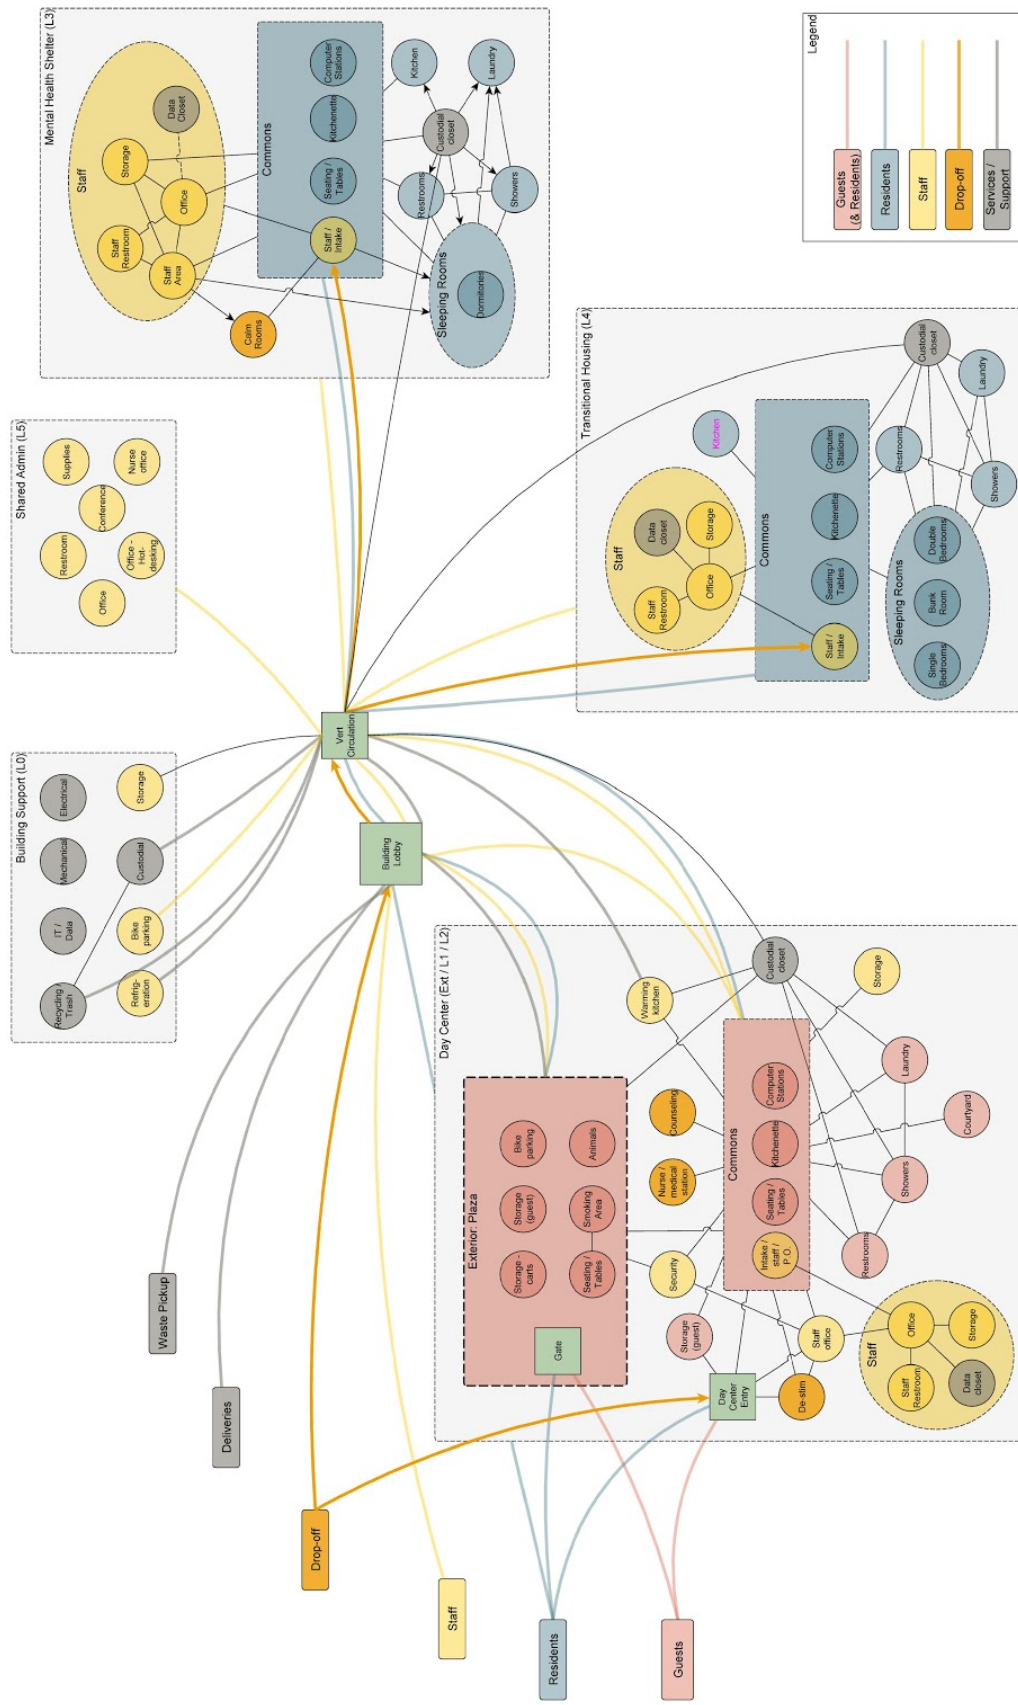 Mental Health Shelter (L3)
Staff
Storage
Data
Closet
Staff
Restroom
Office
Staff
Area
Calm
Rooms
Commons
Computer
Stations
Kitchenette
Seating /
Tables
Staff /
Intake
Kitchen
Laundry
Custodial
closet
Restrooms
Showers
Sleeping Rooms
Dormitories
Legend
Guests
(& Residents)
Residents
Staff
Drop-off
Services /
Support
Shared Admin (L5)
Supplies
Nurse
office
Conference
Restroom
Office -
Hot-
desking
Office
Transitional Housing (L4)
Kitchen
Staff
Data
closet
Storage
Staff
Restroom
Office
Commons
Computer
Stations
Kitchenette
Seating /
Tables
Staff /
Intake
Custodial
closet
Laundry
Restrooms
Showers
Sleeping Rooms
Double
Bedrooms
Bunk
Room
Single
Bedrooms
Vert
Circulation
Building
Lobby
Building Support (L0)
Electrical
Storage
Mechanical
Custodial
IT /
Data
Bike
parking
Recycling /
Trash
Refrig-
eration
Day Center (Ext / L1 / L2)
Exterior: Plaza
Bike
parking
Animals
Storage
(guest)
Smoking
Area
Storage -
carts
Seating /
Tables
Gate
Warming
kitchen
Custodial
closet
Storage
Counseling
Nurse /
medical
station
Security
Storage
(guest)
Commons
Computer
Stations
Kitchenette
Seating /
Tables
Intake /
staff /
P.O.
Laundry
Courtyard
Showers
Restrooms
Day
Center
Entry
De-stim
Staff
office
Staff
Office
Storage
Staff
Restroom
Data
closet
Waste Pickup
Deliveries
Drop-off
Staff
Residents
Guests